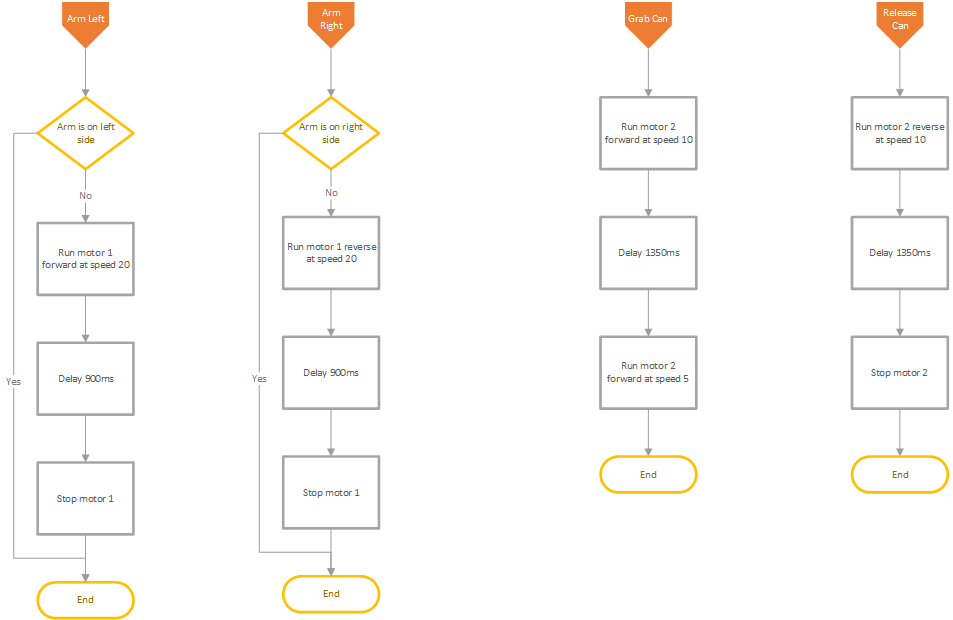 Arm Left
Arm is on left
side
No
Run motor 1
forward at speed 20
Delay 900ms
Yes
Stop motor 1
End
Arm
Right
Arm is on right
side
No
Run motor 1 reverse
at speed 20
Delay 900ms
Yes
Stop motor 1
End
Grab Can
Run motor 2
forward at speed 10
Delay 1350ms
Run motor 2
forward at speed 5
End
Release
Can
Run motor 2 reverse
at speed 10
Delay 1350ms
Stop motor 2
End